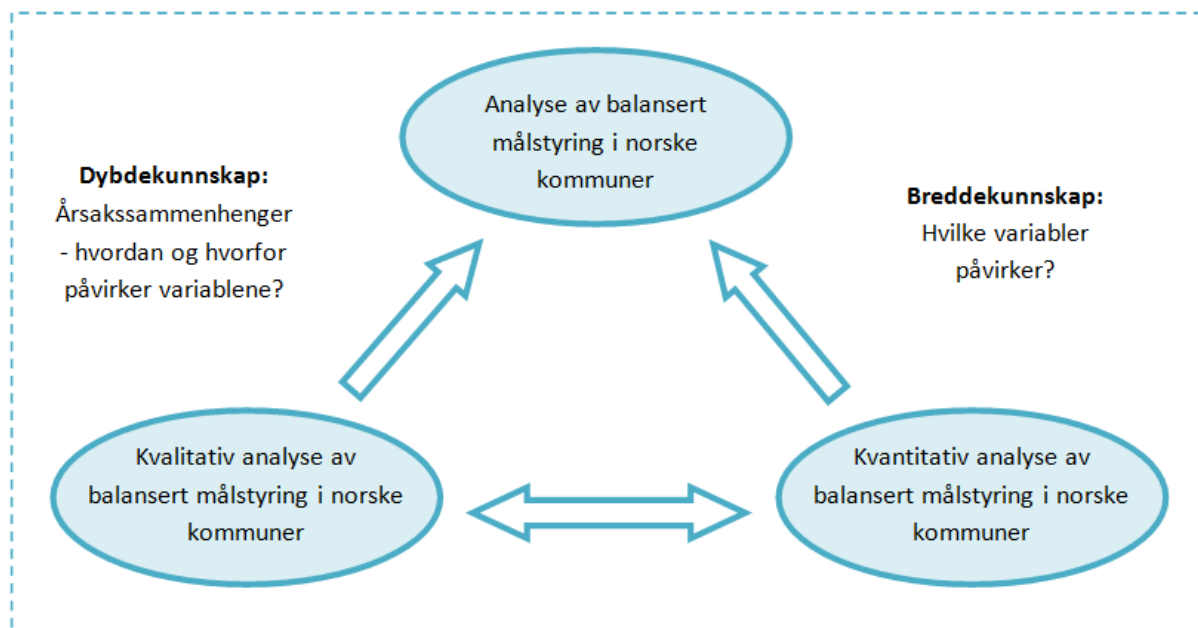 Analyse av balansert
målstyring i norske
kommuner
Dybdekunnskap:
Årsakssammenhenger
- hvordan og hvorfor
påvirker variablene?
Breddekunnskap:
Hvilke variabler
påvirker?
Kvalitativ analyse av
balansert målstyring i norske
kommuner
Kvantitativ analyse av
balansert målstyring i norske
kommuner